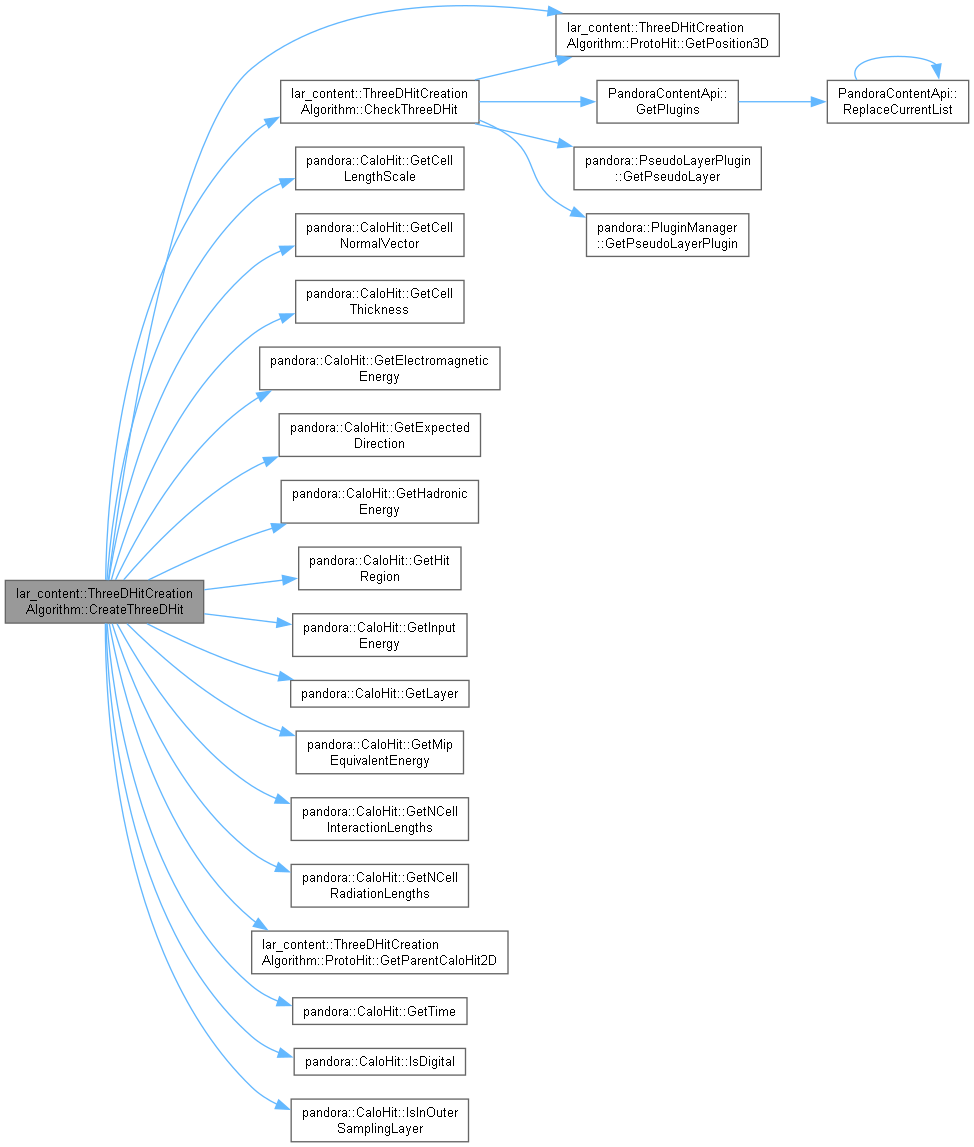 lar_content::ThreeDHitCreation
Algorithm::ProtoHit::GetPosition3D
lar_content::ThreeDHitCreation
Algorithm::CheckThreeDHit
PandoraContentApi::
GetPlugins
PandoraContentApi::
ReplaceCurrentList
pandora::CaloHit::GetCell
LengthScale
pandora::PseudoLayerPlugin
::GetPseudoLayer
pandora::CaloHit::GetCell
NormalVector
pandora::PluginManager
::GetPseudoLayerPlugin
pandora::CaloHit::GetCell
Thickness
pandora::CaloHit::GetElectromagnetic
Energy
pandora::CaloHit::GetExpected
Direction
pandora::CaloHit::GetHadronic
Energy
pandora::CaloHit::GetHit
Region
lar_content::ThreeDHitCreation
Algorithm::CreateThreeDHit
pandora::CaloHit::GetInput
Energy
pandora::CaloHit::GetLayer
pandora::CaloHit::GetMip
EquivalentEnergy
pandora::CaloHit::GetNCell
InteractionLengths
pandora::CaloHit::GetNCell
RadiationLengths
lar_content::ThreeDHitCreation
Algorithm::ProtoHit::GetParentCaloHit2D
pandora::CaloHit::GetTime
pandora::CaloHit::IsDigital
pandora::CaloHit::IsInOuter
SamplingLayer